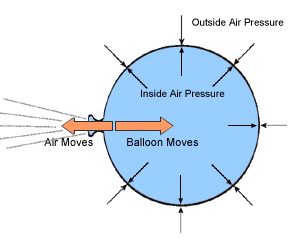 Outside Air Pressure
Inside Air Pressure
Air Moves
Balloon Moves